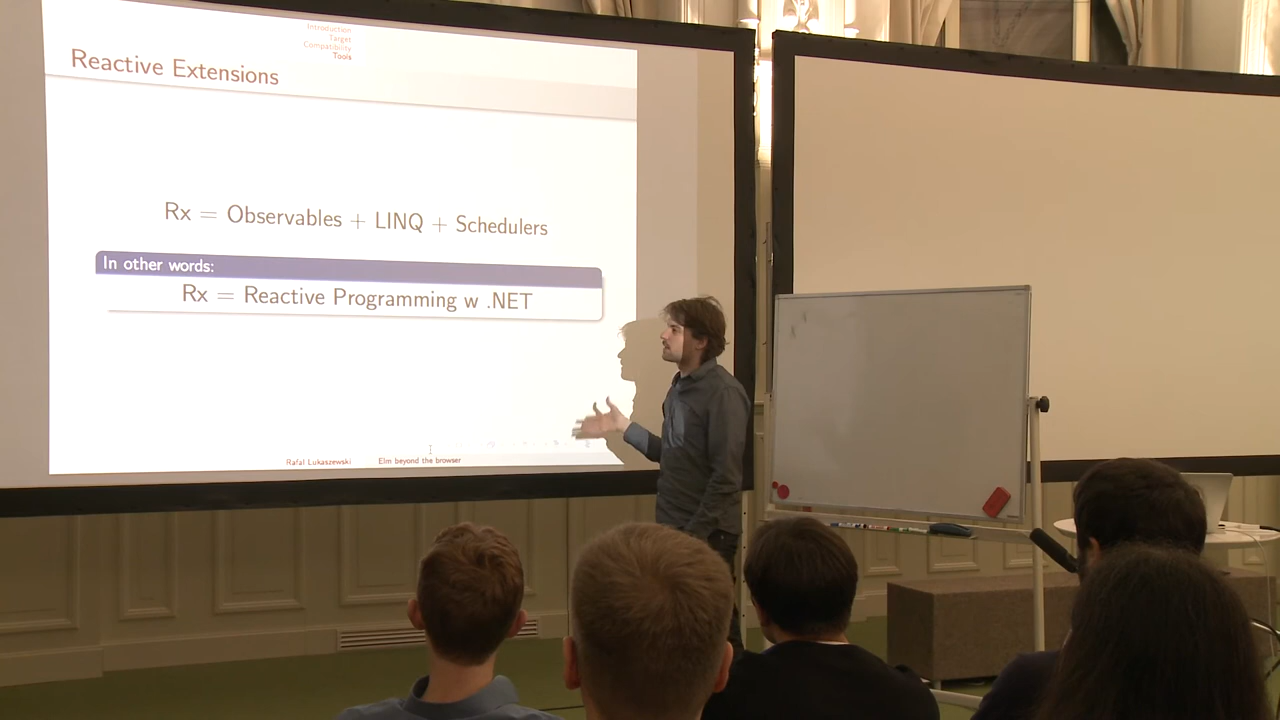 Introduction
Target
Compatibility
Tools
Reactive Extensions
Rx = Observables + LINQ + Schedulers
In other words:
Rx = Reactive Programming w .NET
Rafal Lukaszewski Elm beyond the browser